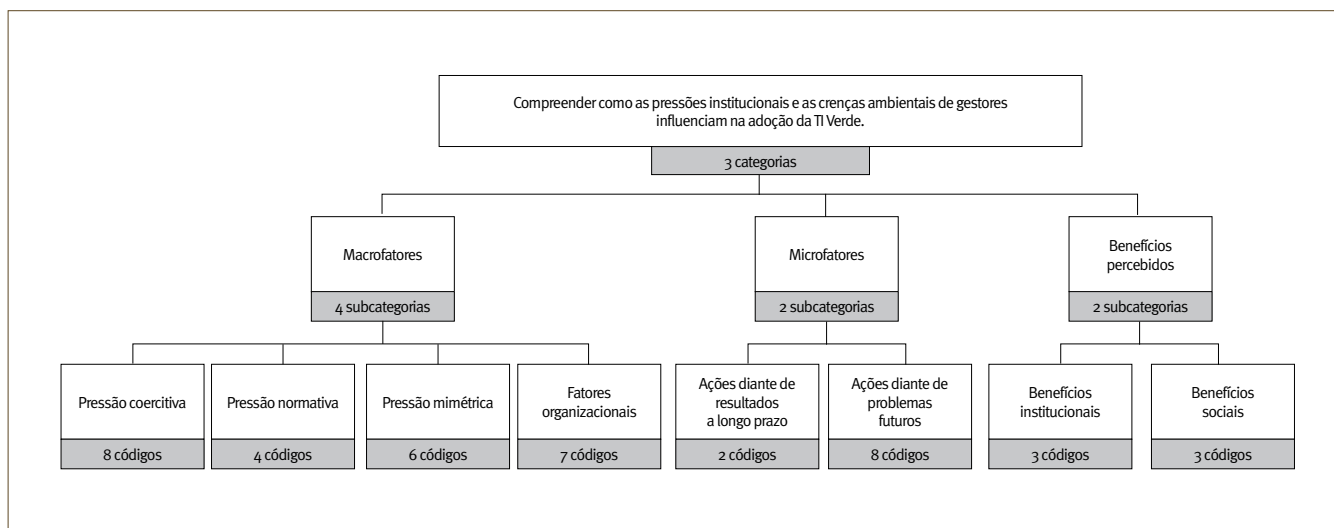 Compreender como as pressões institucionais e as crenças ambientais de gestores
influenciam na adoção da TI Verde.
3 categorias
Macrofatores
4 subcategorias
Microfatores
2 subcategorias
Benefícios
percebidos
2 subcategorias
Pressão coercitiva
8 códigos
Pressão normativa
4 códigos
Pressão mimétrica
6 códigos
Fatores
organizacionais
7 códigos
Ações diante de
resultados
a longo prazo
2 códigos
Ações diante de
problemas
futuros
8 códigos
Benefícios
institucionais
3 códigos
Benefícios
sociais
3 códigos